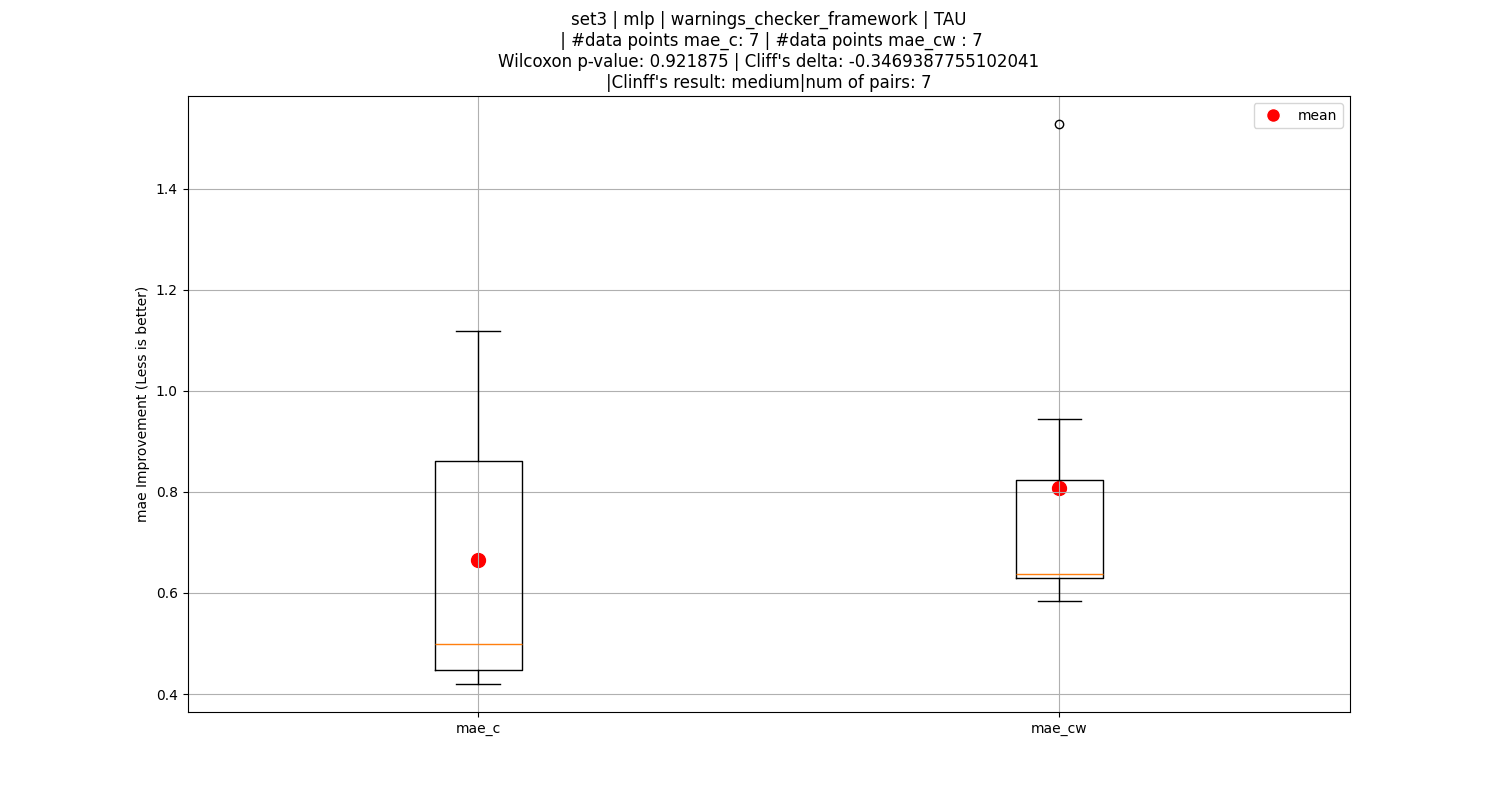 set3 | mlp | warnings_checker_framework | TAU
| #data points mae_c: 7 | #data points mae_cw : 7
Wilcoxon p-value: 0.921875 | Cliff's delta: -0.3469387755102041
|Clinff's result: medium|num of pairs: 7
mean
mae Improvement (Less is better)
1.4
1.2
1.0
0.8
0.6
0.4
mae_c
mae_cw